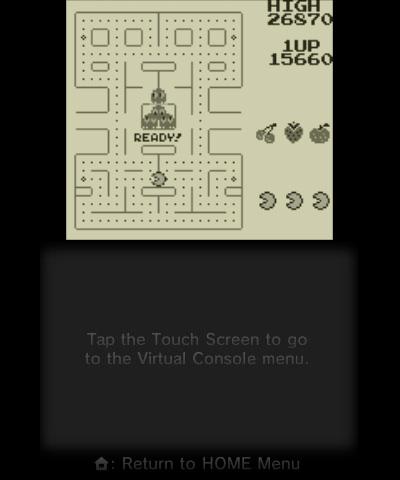 HIGH
26870
1UP
15660
READY!
Tap the Touch Screen to go
to the Virtual Console menu.
: Return to HOME Menu